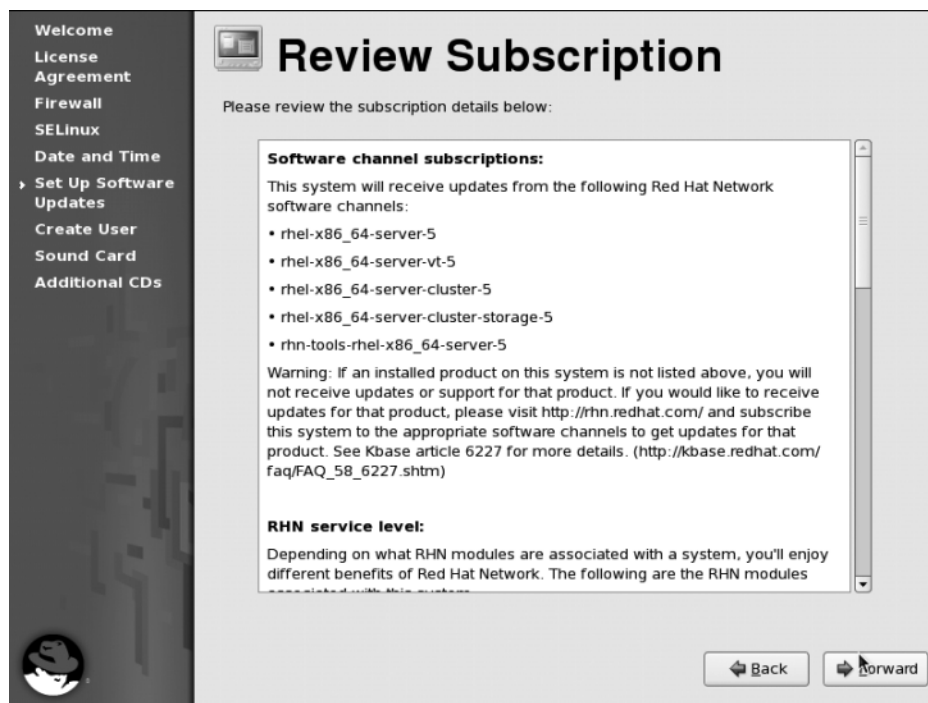 Welcome
License
Agreement
Firewall
SELinux
Date and Time
Set Up Software
Updates
Create User
Sound Card
Additional CDs
Review Subscription
Please review the subscription details below:
Software channel subscriptions:
This system will receive updates from the following Red Hat Network
software channels:
• rhel-x86_64-server-5
• rhel-x86_64-server-vt-5
• rhel-x86_64-server-cluster-5
• rhel-x86_64-server-cluster-storage-5
• rhn-tools-rhel-x86_64-server-5
Warning: If an installed product on this system is not listed above, you will
not receive updates or support for that product. If you would like to receive
updates for that product, please visit http://rhn.redhat.com/ and subscribe
this system to the appropriate software channels to get updates for that
product. See Kbase article 6227 for more details. (http://kbase.redhat.com/
faq/FAQ_58_6227.shtm)
RHN service level:
Depending on what RHN modules are associated with a system, you'll enjoy
different benefits of Red Hat Network. The following are the RHN modules
associated with this system
Back
Forward